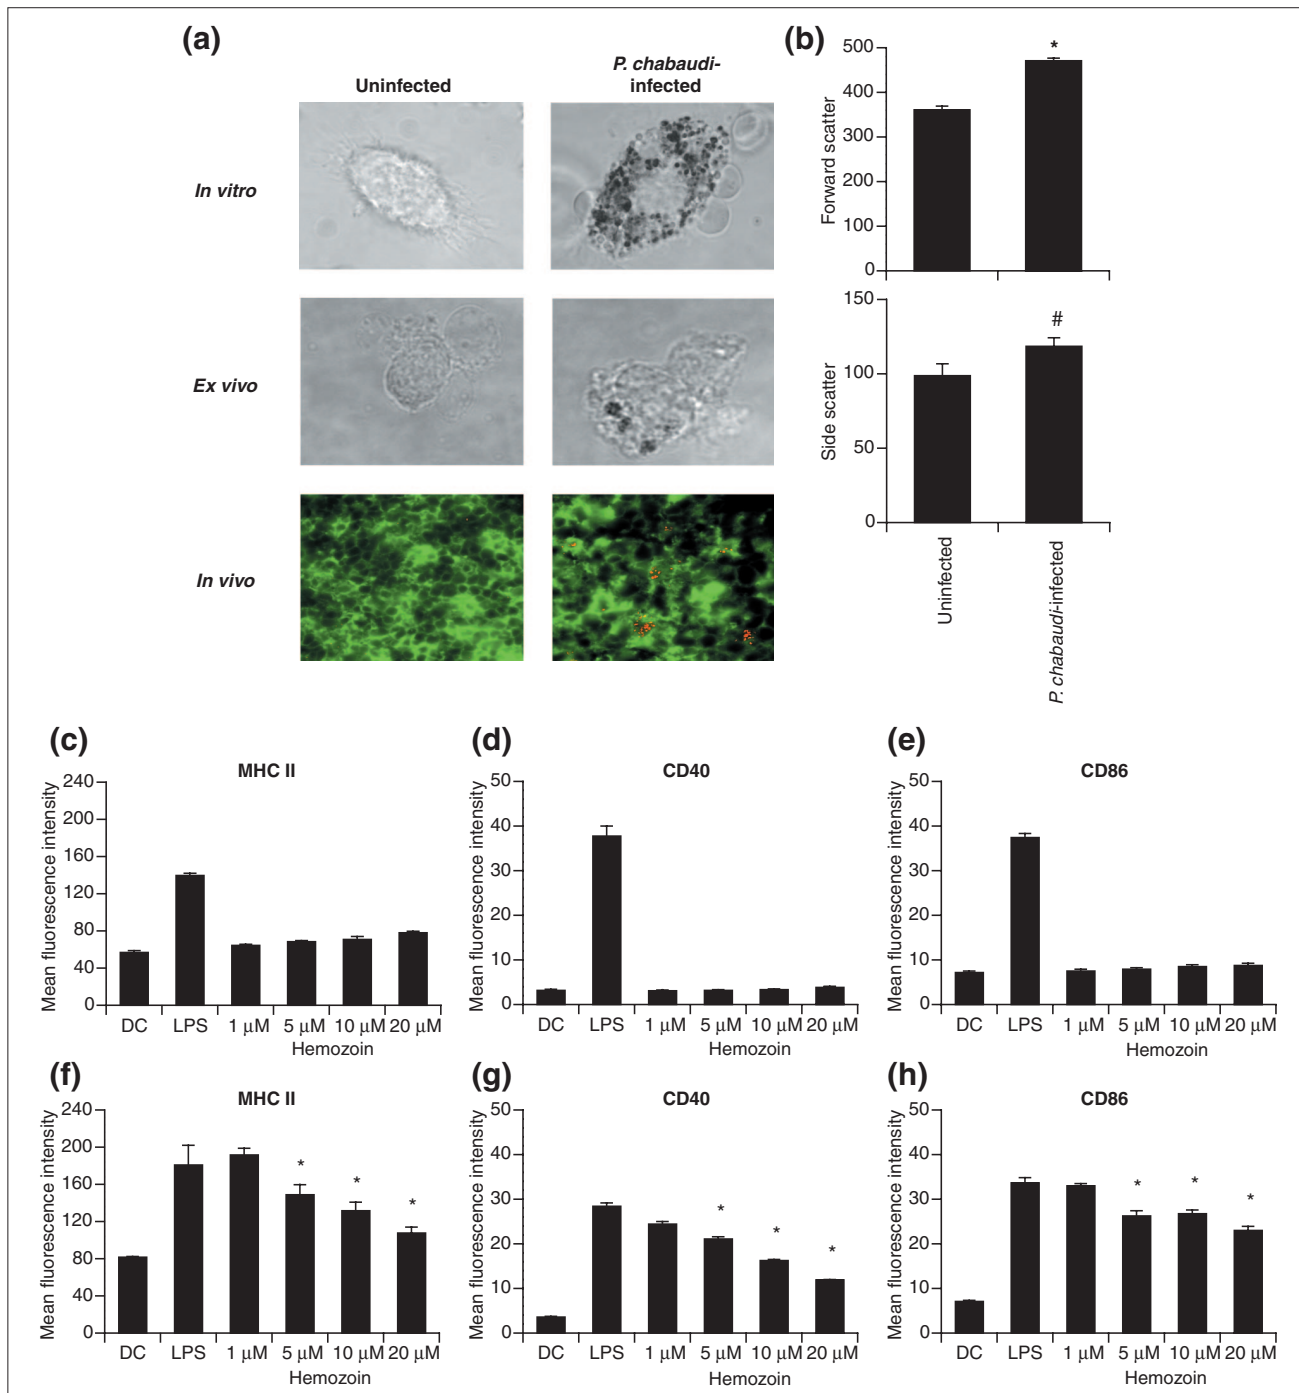 (a)
Uninfected
P. chabaudi-
infected
In vitro
Ex vivo
In vivo
(b)
500
400
300
200
100
0
Forward scatter
*
150
100
50
0
Side scatter
#
Uninfected
P. chabaudi-infected
(c)
MHC II
240
200
160
120
80
40
0
Mean fluorescence intensity
DC LPS 1 µM 5 µM 10 µM 20 µM
Hemozoin
(d)
CD40
50
40
30
20
10
0
Mean fluorescence intensity
DC LPS 1 µM 5 µM 10 µM 20 µM
Hemozoin
(e)
CD86
50
40
30
20
10
0
Mean fluorescence intensity
DC LPS 1 µM 5 µM 10 µM 20 µM
Hemozoin
(f)
MHC II
240
200
160
120
80
40
0
Mean fluorescence intensity
* * *
DC LPS 1 µM 5 µM 10 µM 20 µM
(g)
CD40
50
40
30
20
10
0
Mean fluorescence intensity
* * *
DC LPS 1 µM 5 µM 10 µM 20 µM
(h)
CD86
50
40
30
20
10
0
Mean fluorescence intensity
* * *
DC LPS 1 µM 5 µM 10 µM 20 µM